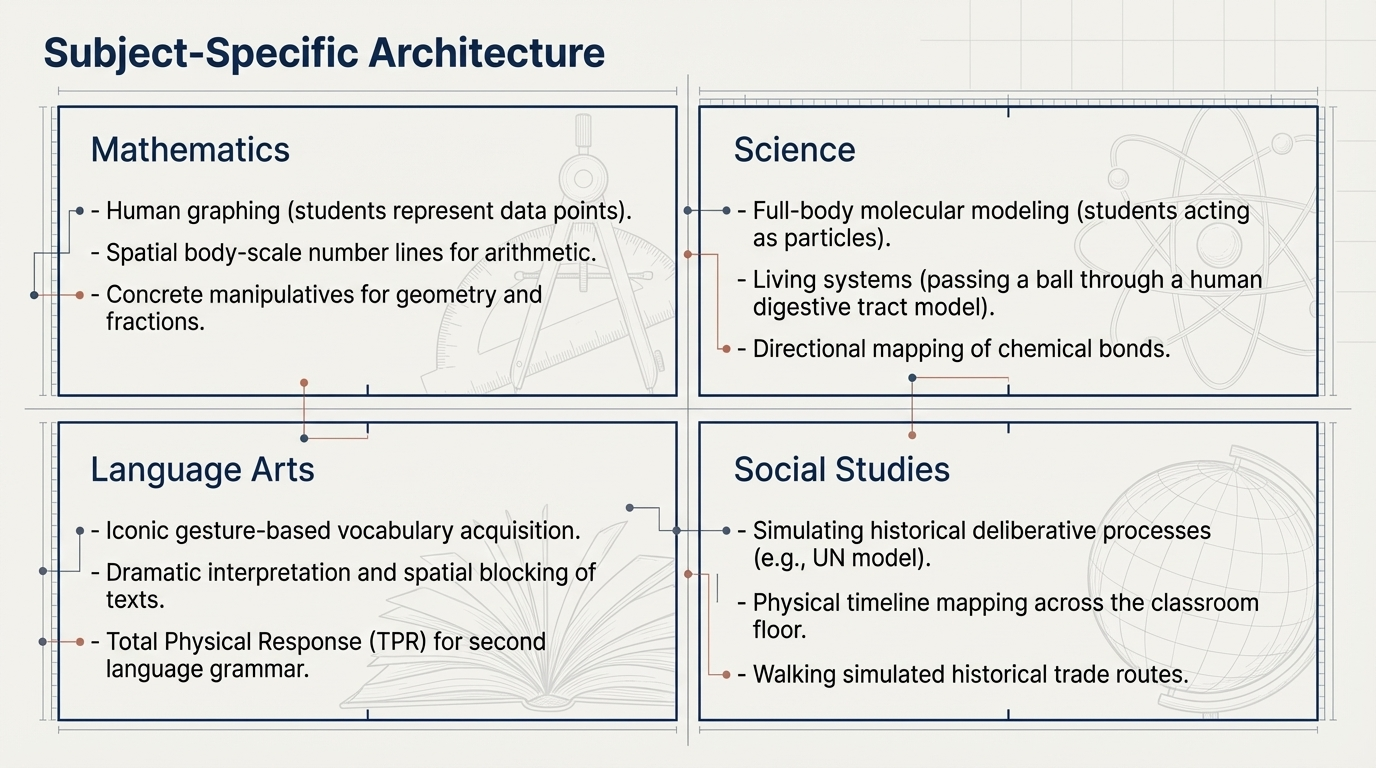 Subject-Specific Architecture
Mathematics
- Human graphing (students represent data points).
- Spatial body-scale number lines for arithmetic.
- Concrete manipulatives for geometry and
fractions.
Science
- Full-body molecular modeling (students acting
as particles).
- Living systems (passing a ball through a human
digestive tract model).
- Directional mapping of chemical bonds.
Language Arts
- Iconic gesture-based vocabulary acquisition.
- Dramatic interpretation and spatial blocking of
texts.
- Total Physical Response (TPR) for second
language grammar.
Social Studies
- Simulating historical deliberative processes
(e.g., UN model).
- Physical timeline mapping across the classroom
floor.
- Walking simulated historical trade routes.